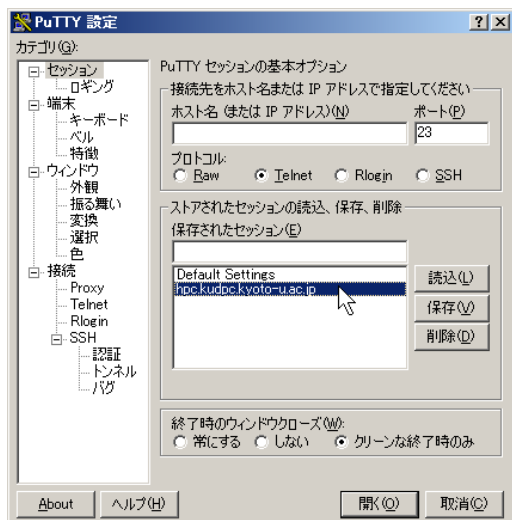 PuTTY 設定
カテゴリ(G):
セッション
ロギング
端末
キーボード
ベル
特徴
ウィンドウ
外観
振る舞い
変換
選択
色
接続
Proxy
Telnet
Rlogin
SSH
認証
トンネル
バグ
PuTTY セッションの基本オプション
接続先をホスト名または IP アドレスで指定してください
ホスト名 (または IP アドレス)(N) ポート(P)
23
プロトコル:
Raw Telnet Rlogin SSH
ストアされたセッションの読込、保存、削除
保存されたセッション(E)
Default Settings
hpc.kudpc.kyoto-u.ac.jp
読込(L)
保存(V)
削除(D)
終了時のウィンドウクローズ(W):
常にする しない クリーンな終了時のみ
About ヘルプ(H) 開く(O) 取消(C)